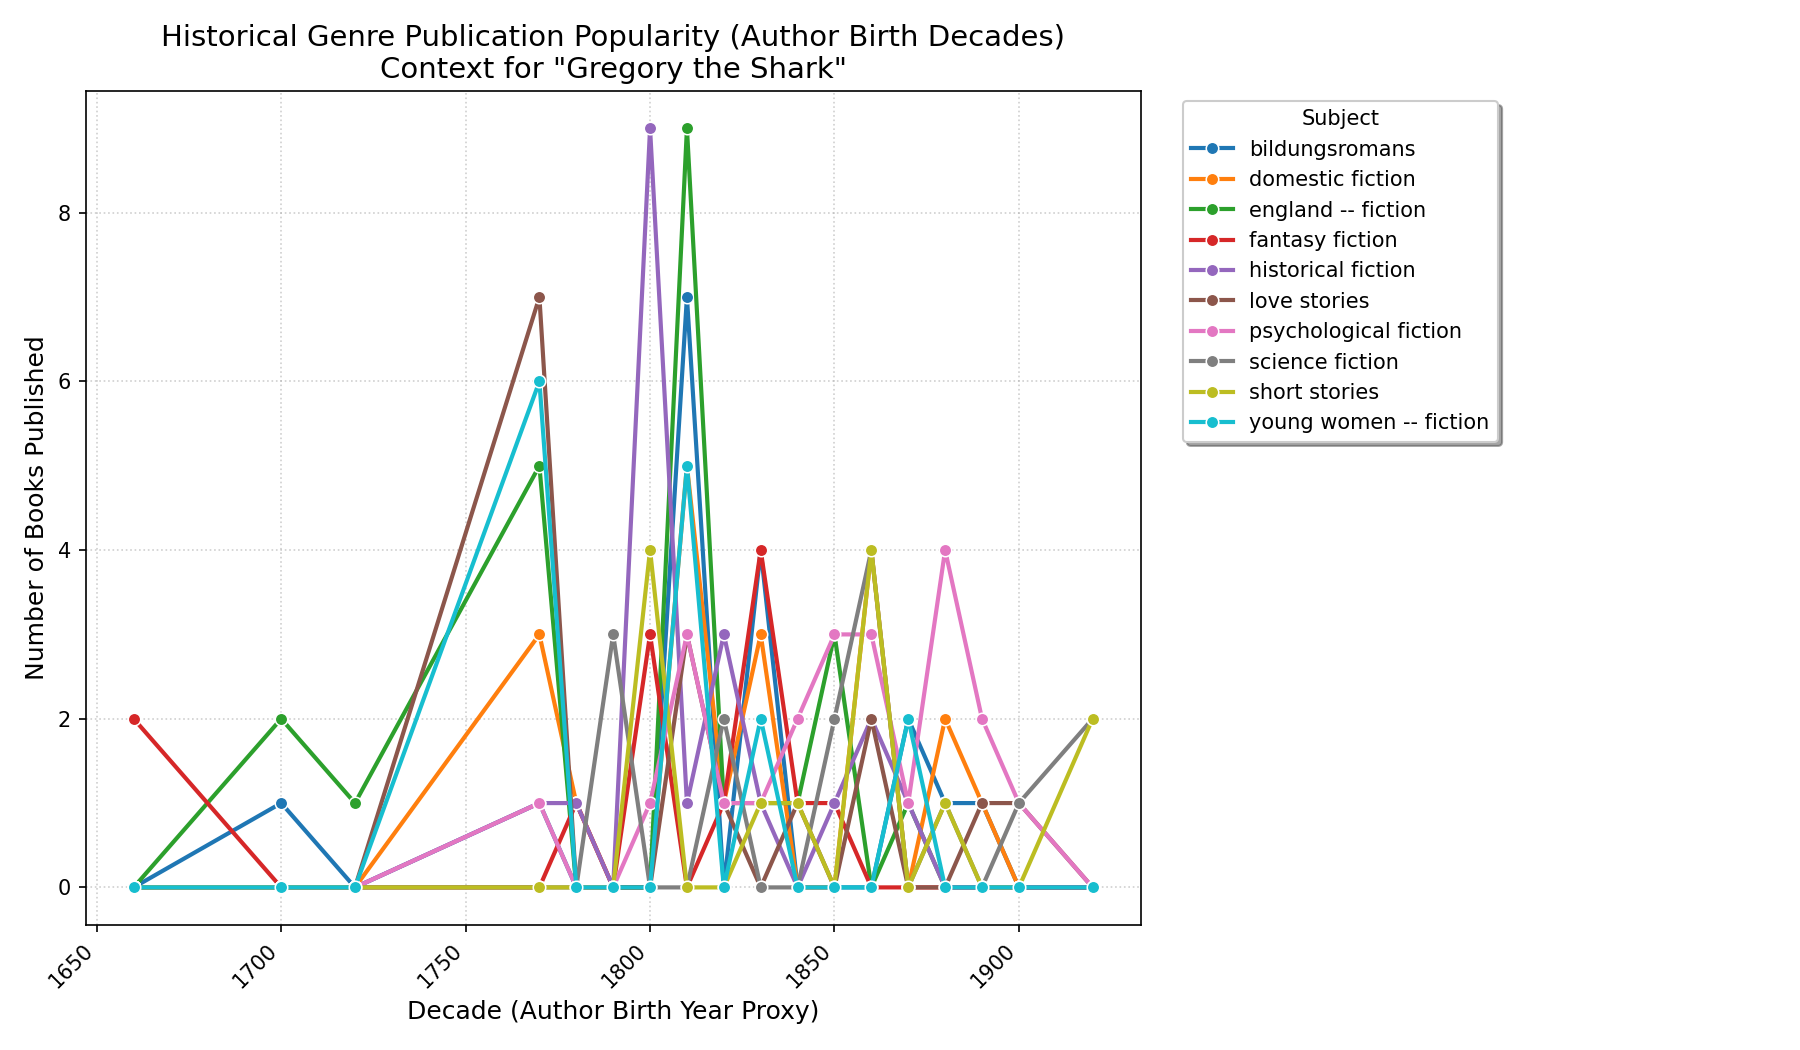 Historical Genre Publication Popularity (Author Birth Decades)
Context for "Gregory the Shark"
Number of Books Published
8
6
4
2
0
1650
1700
1750
1800
1850
1900
Decade (Author Birth Year Proxy)
Subject
bildungsromans
domestic fiction
england -- fiction
fantasy fiction
historical fiction
love stories
psychological fiction
science fiction
short stories
young women -- fiction